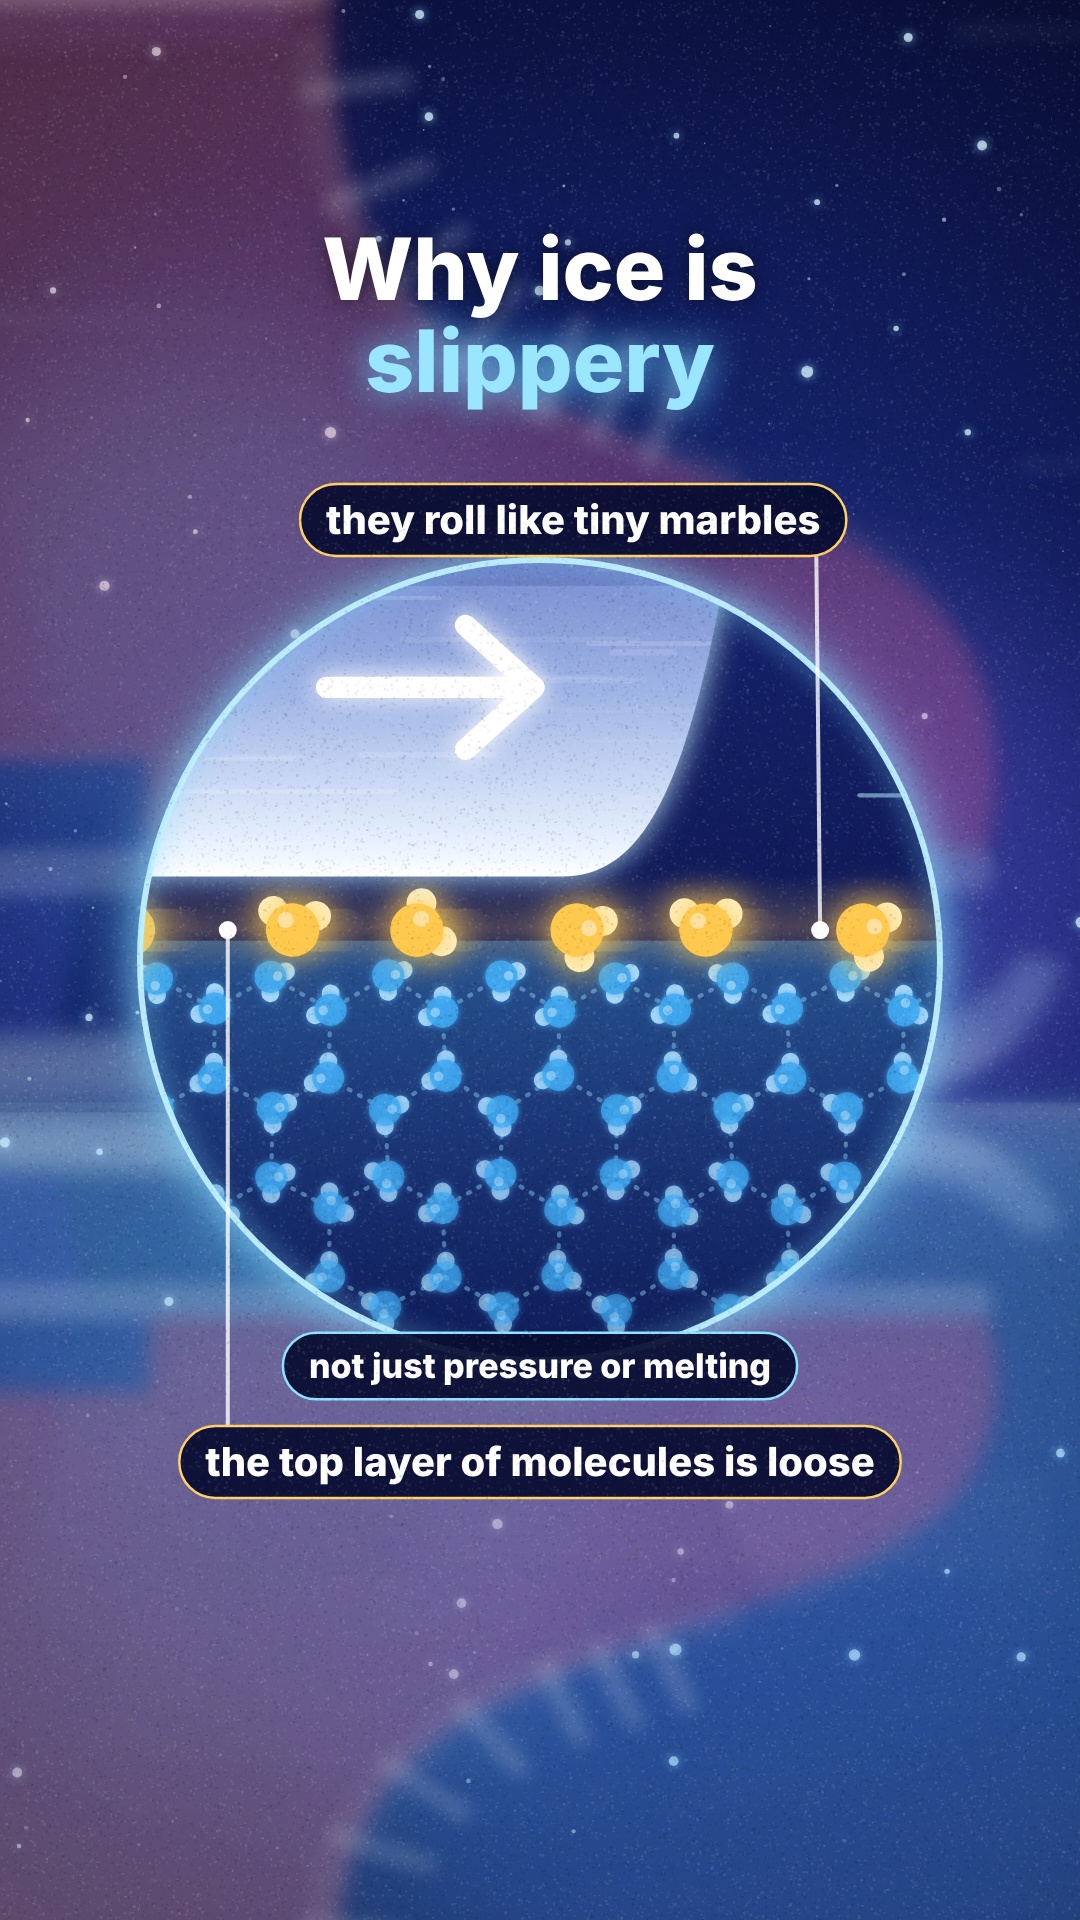 Why ice is
slippery
they roll like tiny marbles
not just pressure or melting
the top layer of molecules is loose